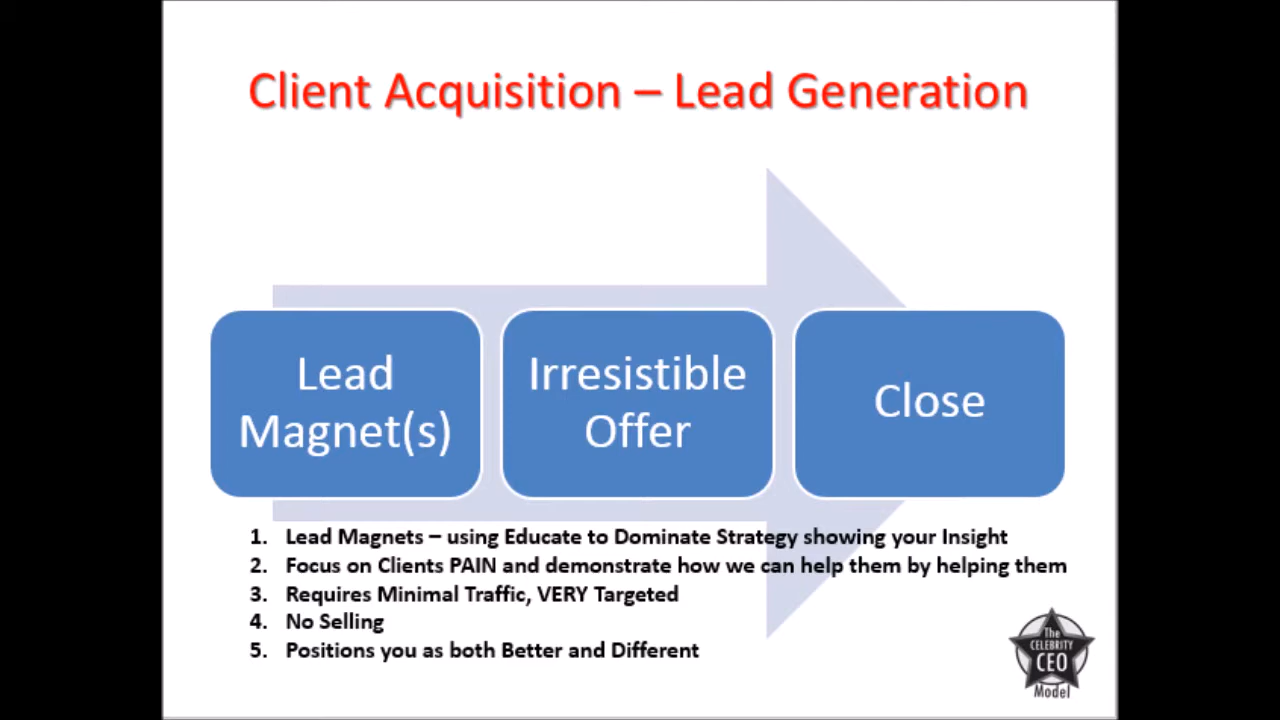 Client Acquisition – Lead Generation
Lead
Magnet(s)
Irresistible
Offer
Close
1. Lead Magnets – using Educate to Dominate Strategy showing your Insight
2. Focus on Clients PAIN and demonstrate how we can help them by helping them
3. Requires Minimal Traffic, VERY Targeted
4. No Selling
5. Positions you as both Better and Different
The
CELEBRITY
CEO
Model